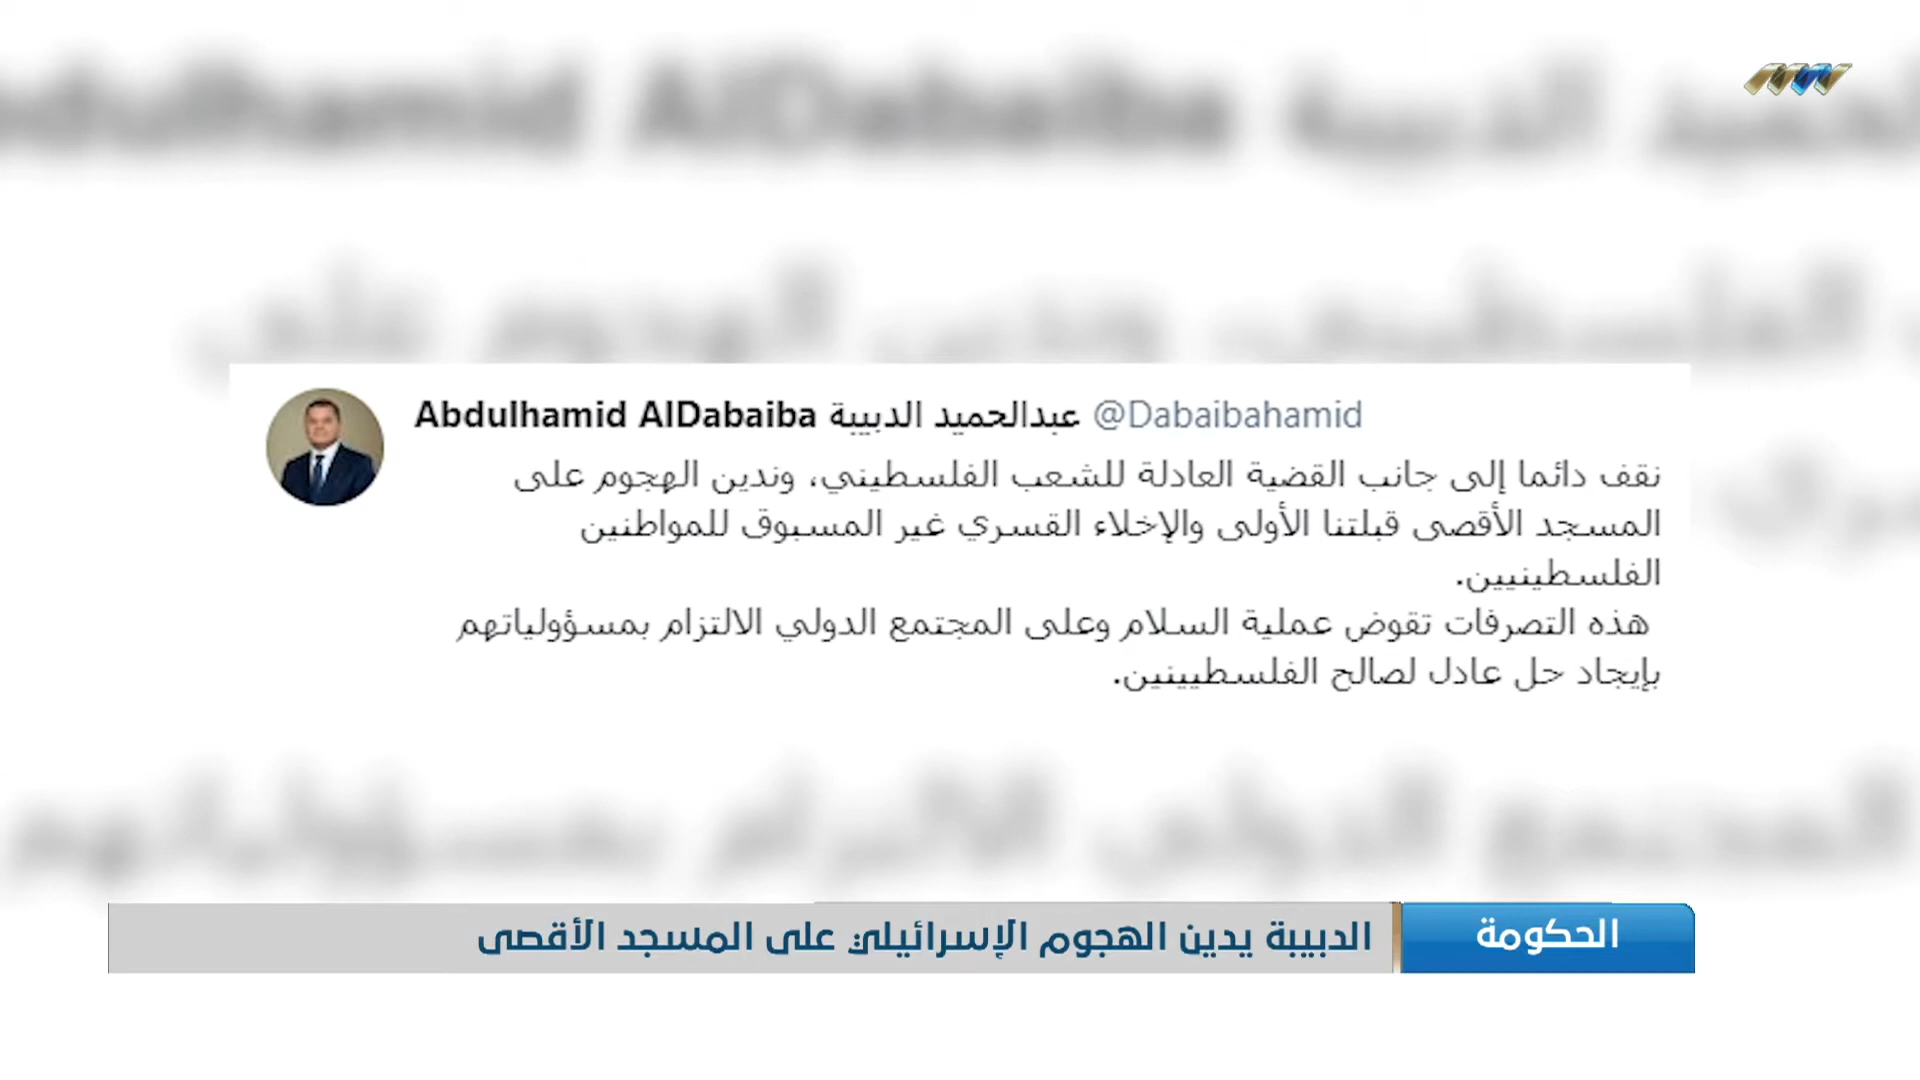 Abdulhamid AlDabaiba عبدالحميد الدبيبة @Dabaibahamid
نقف دائما إلى جانب القضية العادلة للشعب الفلسطيني، وندين الهجوم على
المسجد الأقصى قبلتنا الأولى والإخلاء القسري غير المسبوق للمواطنين
الفلسطينيين.
هذه التصرفات تقوض عملية السلام وعلى المجتمع الدولي الالتزام بمسؤولياتهم
بإيجاد حل عادل لصالح الفلسطيينين.
الحكومة
الدبيبة يدين الهجوم الإسرائيلي على المسجد الأقصى